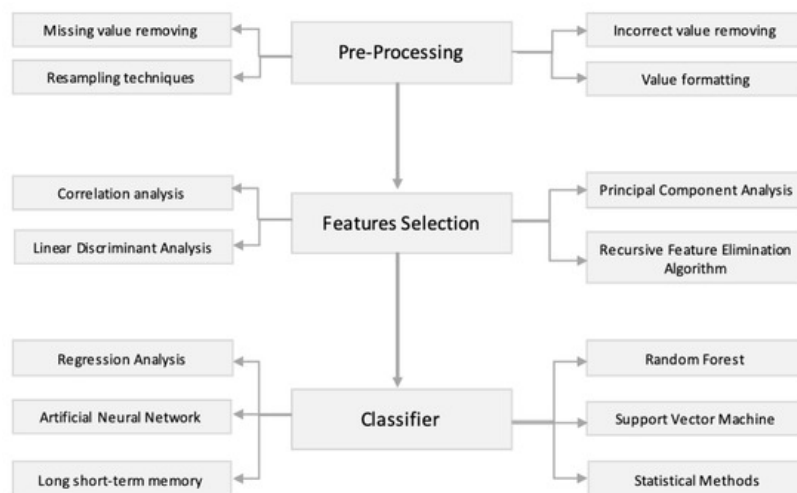 Missing value removing
Pre-Processing
Incorrect value removing
Resampling techniques
Value formatting
Correlation analysis
Features Selection
Principal Component Analysis
Linear Discriminant Analysis
Recursive Feature Elimination
Algorithm
Regression Analysis
Random Forest
Artificial Neural Network
Classifier
Support Vector Machine
Long short-term memory
Statistical Methods